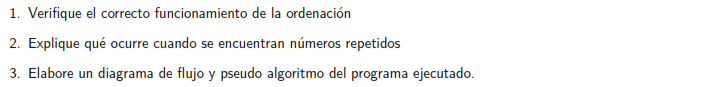 1. Verifique el correcto funcionamiento de la ordenación
2. Explique qué ocurre cuando se encuentran números repetidos
3. Elabore un diagrama de flujo y pseudo algoritmo del programa ejecutado.